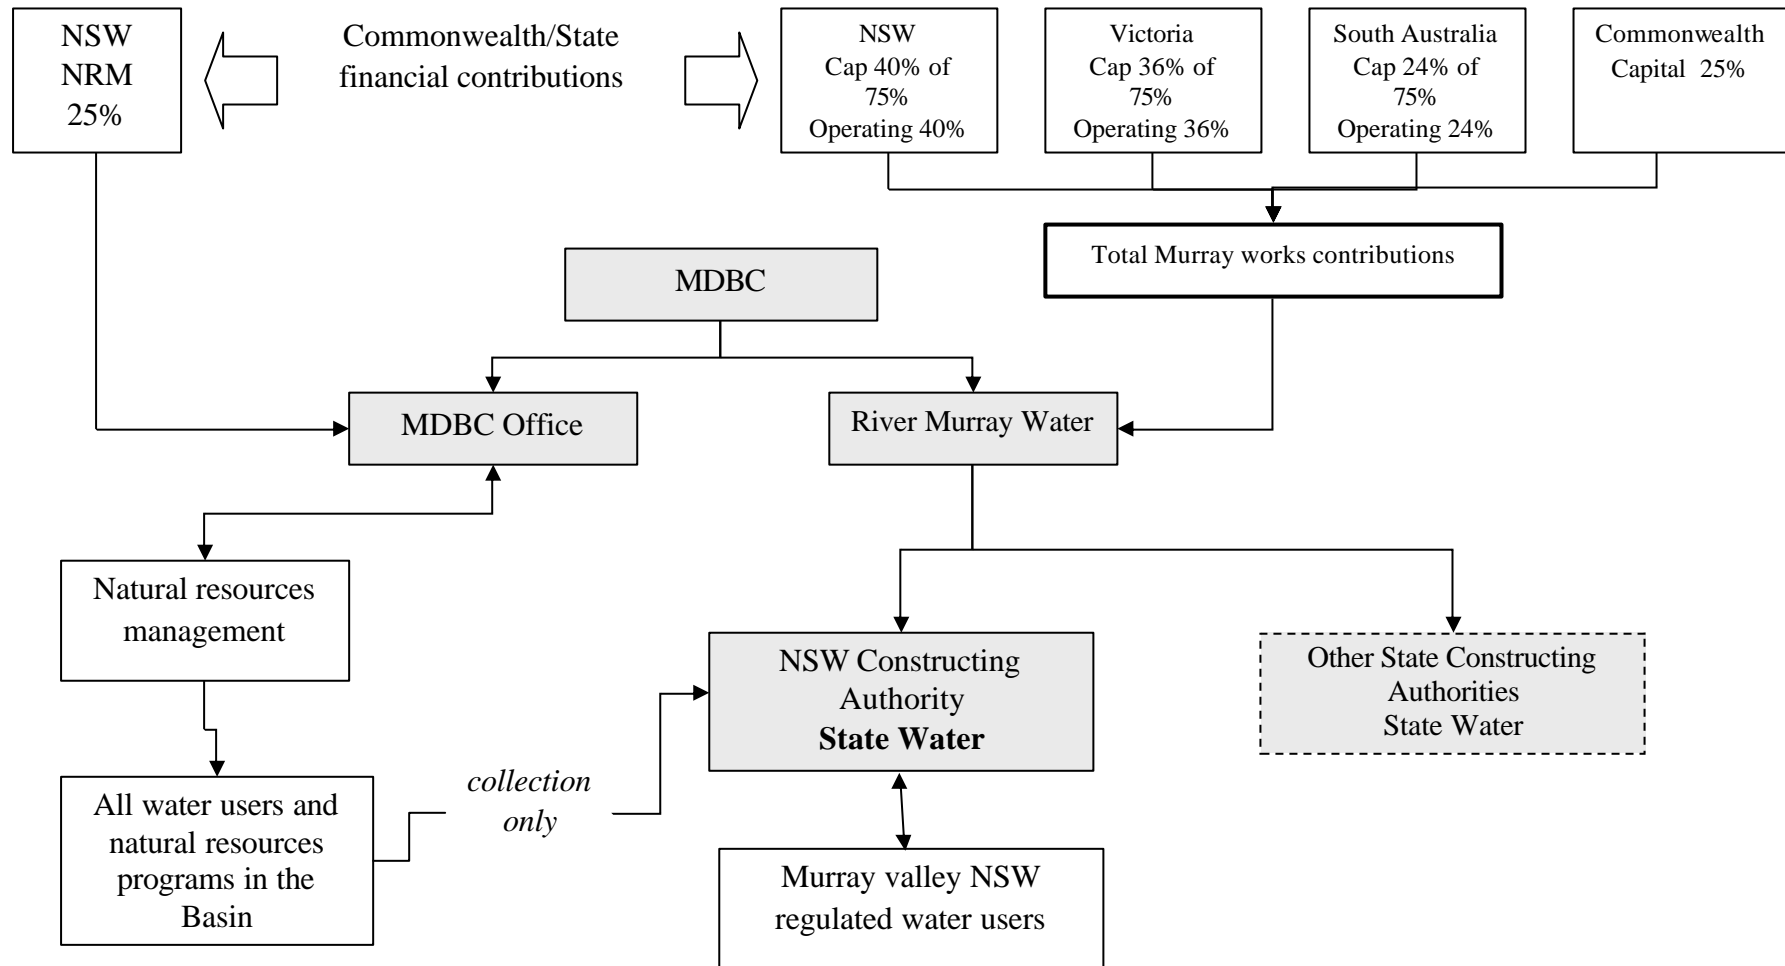 NSW
NRM
25%
Commonwealth/State
financial contributions
NSW
Cap 40% of
75%
Operating 40%
Victoria
Cap 36% of
75%
Operating 36%
South Australia
Cap 24% of
75%
Operating 24%
Commonwealth
Capital 25%
Total Murray works contributions
MDBC
MDBC Office
River Murray Water
Natural resources
management
NSW Constructing
Authority
State Water
Other State Constructing
Authorities
State Water
All water users and
natural resources
programs in the
Basin
collection
only
Murray valley NSW
regulated water users